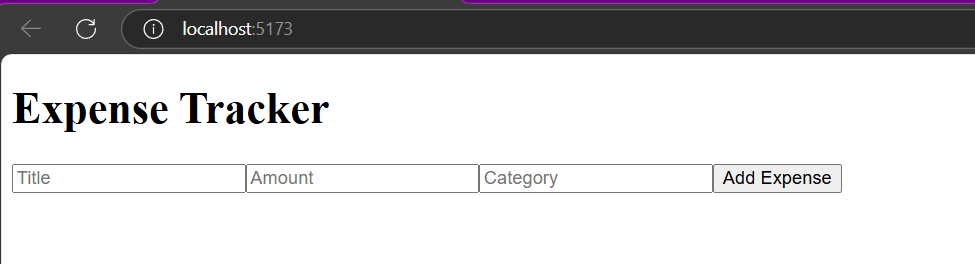 localhost:5173
Expense Tracker
Title Amount Category Add Expense